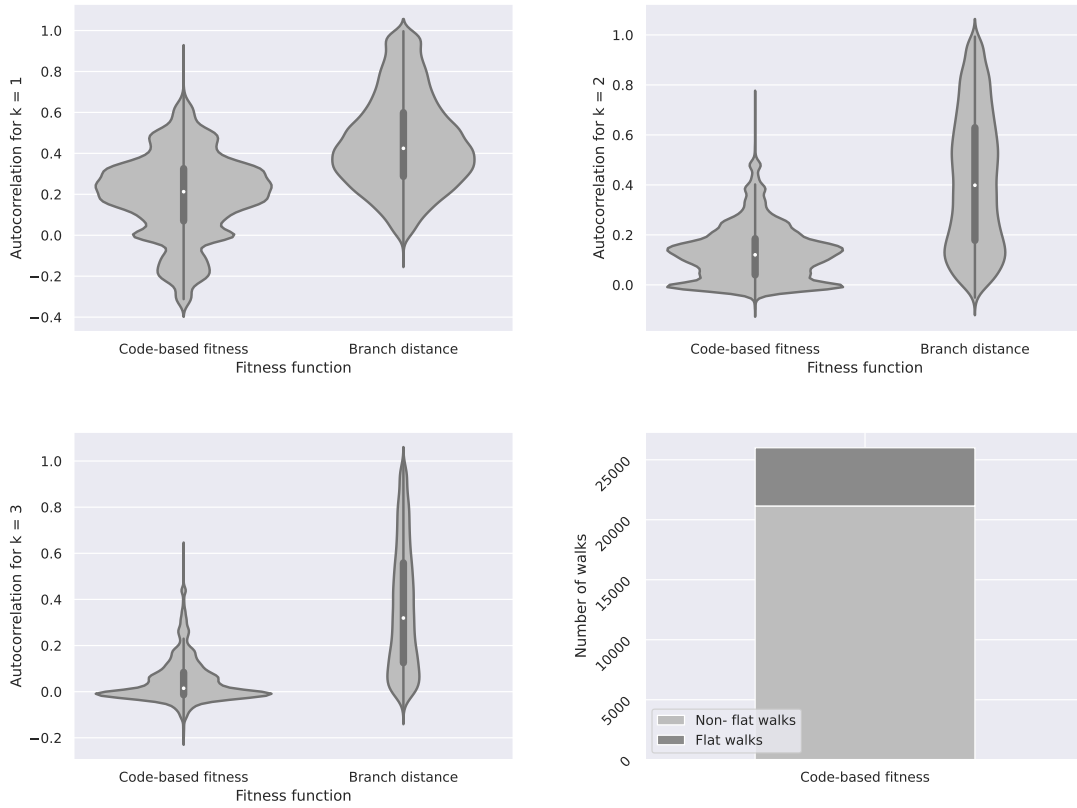 1.0
0.8
0.6
0.4
0.2
0.0
−0.2
−0.4
Autocorrelation for k = 1
Code-based fitness
Branch distance
Fitness function
1.0
0.8
0.6
0.4
0.2
0.0
Autocorrelation for k = 2
Code-based fitness
Branch distance
Fitness function
1.0
0.8
0.6
0.4
0.2
0.0
−0.2
Autocorrelation for k = 3
Code-based fitness
Branch distance
Fitness function
25000
20000
15000
10000
5000
0
Number of walks
Non- flat walks
Flat walks
Code-based fitness